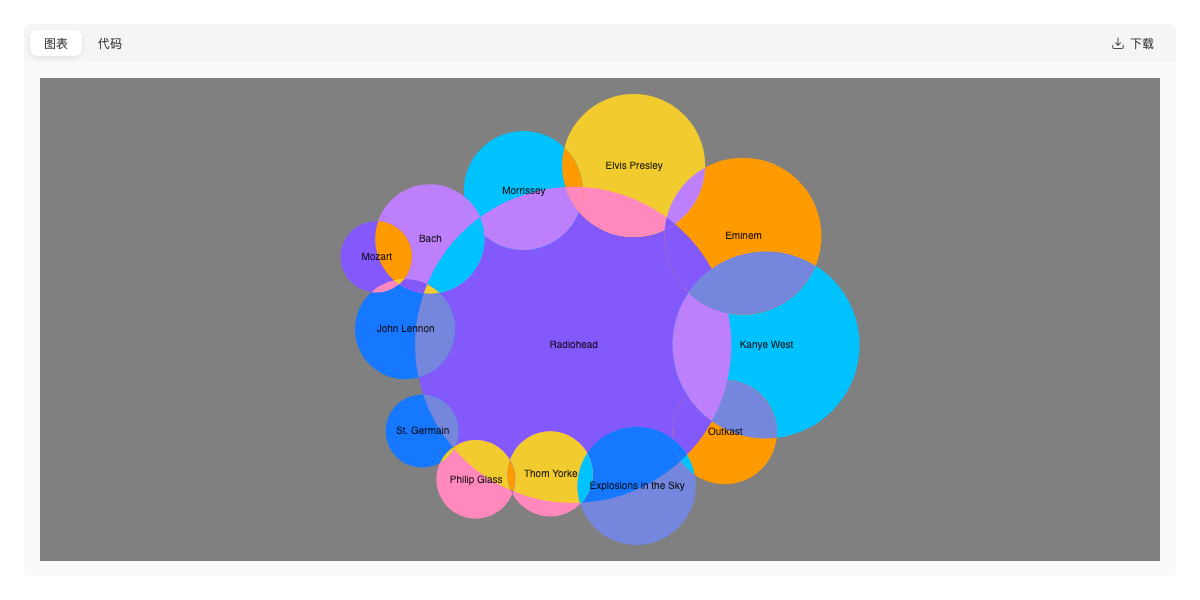 图表
代码
下载
Elvis Presley
Morrissey
Eminem
Bach
Mozart
John Lennon
Radiohead
Kanye West
St. Germain
Outkast
Thom Yorke
Philip Glass
Explosions in the Sky